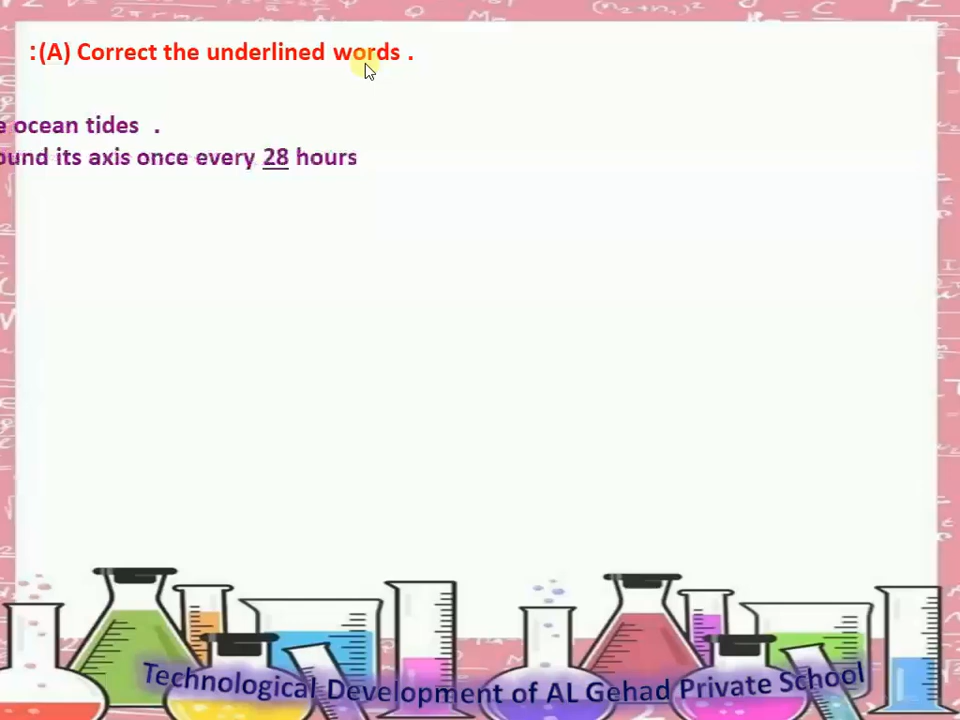 :(A) Correct the underlined words .
e ocean tides .
ound its axis once every 28 hours
Technological Development of AL Gehad Private School